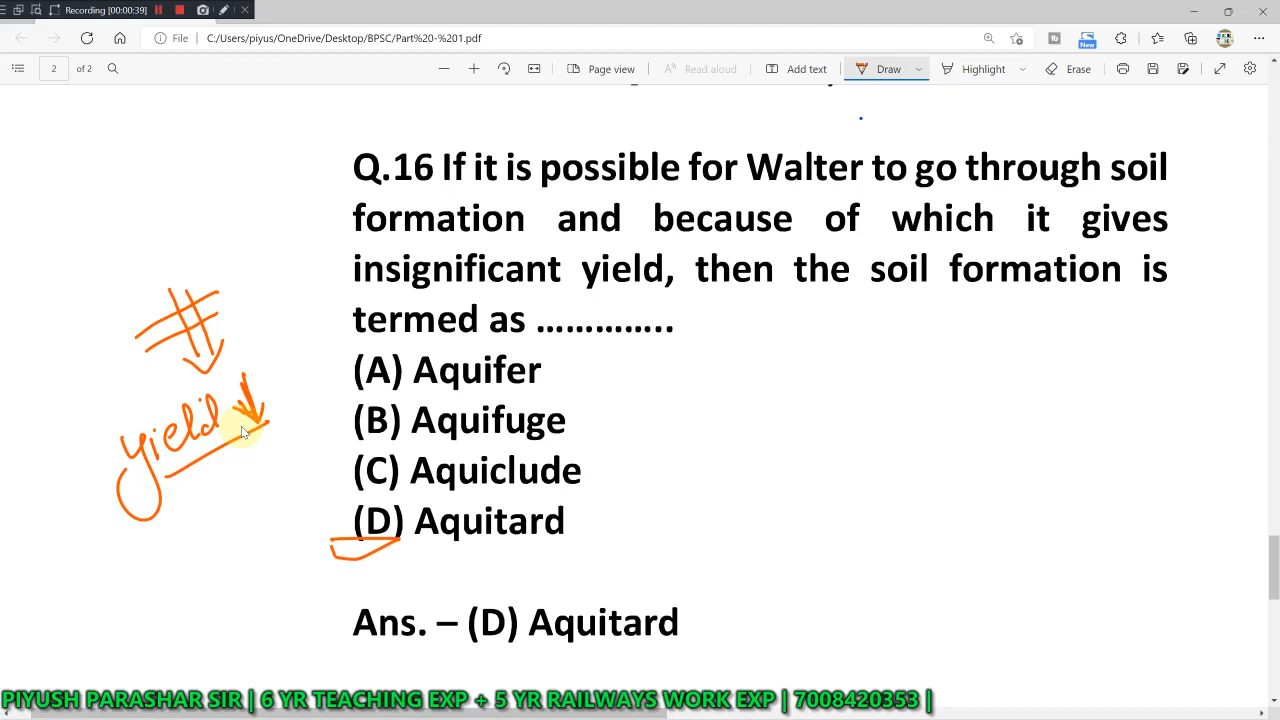 Recording [00:00:39]
File
C:/Users/piyus/OneDrive/Desktop/BPSC/Part%20-%201.pdf
New
2 of 2
Page view
Read aloud
Add text
Draw
Highlight
Erase
Q.16 If it is possible for Walter to go through soil
formation and because of which it gives
insignificant yield, then the soil formation is
termed as …………..
(A) Aquifer
(B) Aquifuge
(C) Aquiclude
(D) Aquitard
yield
Ans. – (D) Aquitard
PIYUSH PARASHAR SIR | 6 YR TEACHING EXP + 5 YR RAILWAYS WORK EXP | 7008420353 |